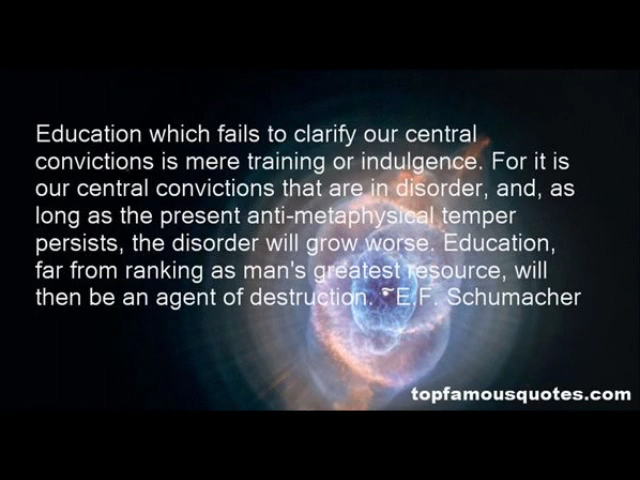 Education which fails to clarify our central
convictions is mere training or indulgence. For it is
our central convictions that are in disorder, and, as
long as the present anti-metaphysical temper
persists, the disorder will grow worse. Education,
far from ranking as man's greatest resource, will
then be an agent of destruction. - E.F. Schumacher
topfamousquotes.com